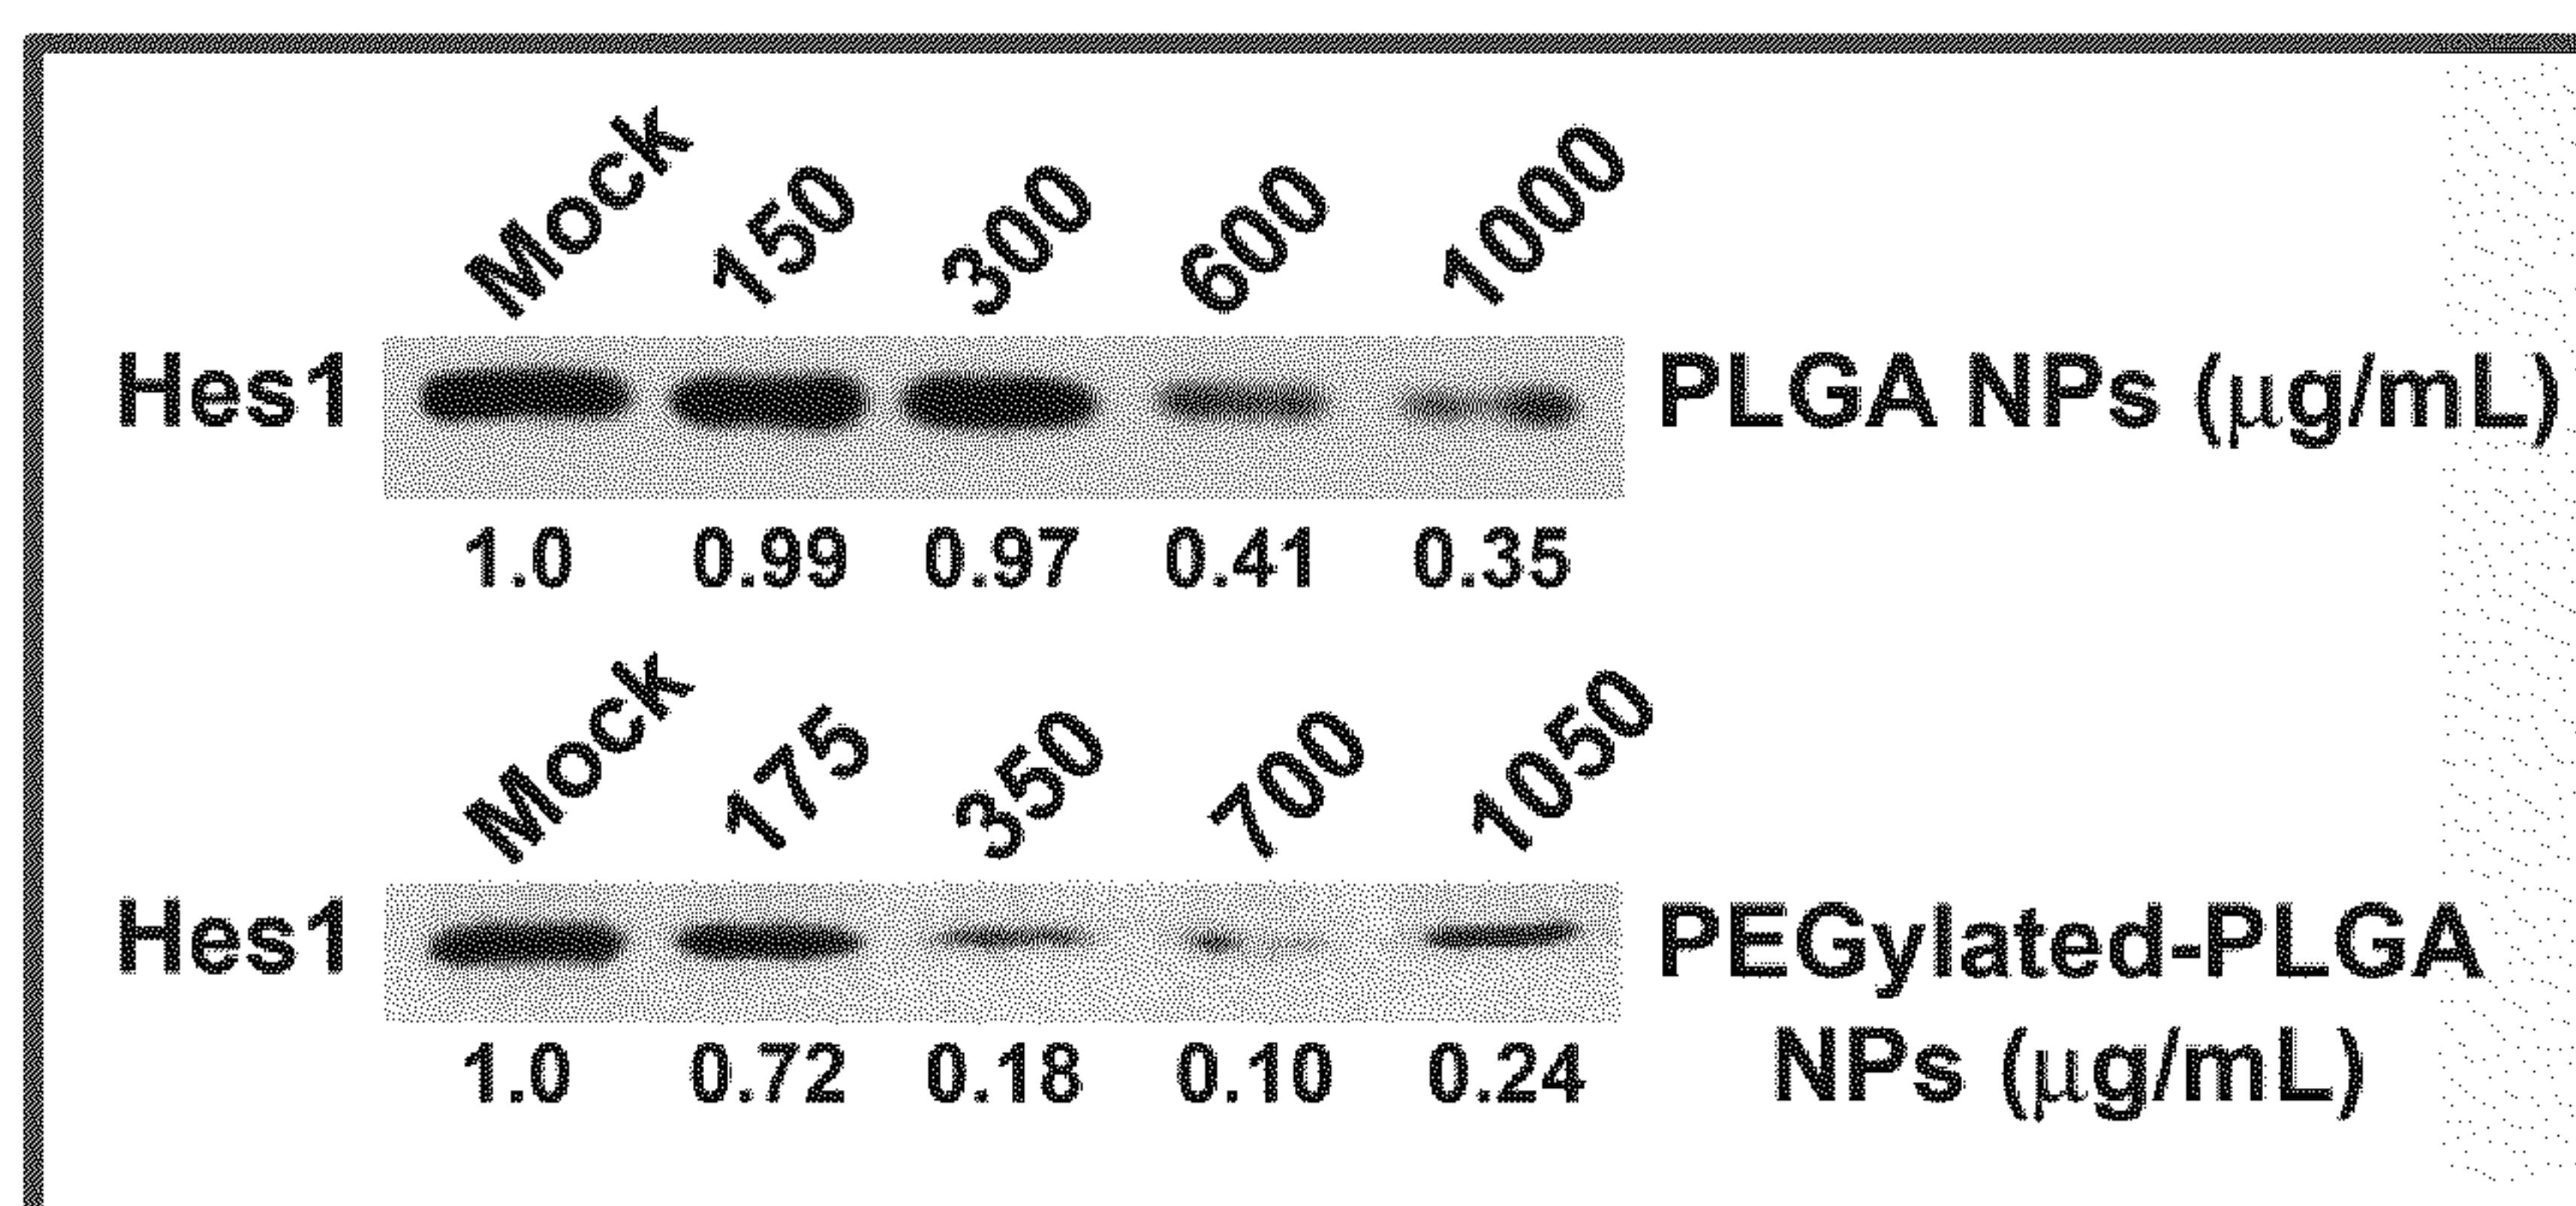 Mock 150 300 600 1000
Hes1 PLGA NPs (μg/mL)
1.0 0.99 0.97 0.41 0.35
Mock 175 350 700 1050
Hes1 PEGylated-PLGA
NPs (μg/mL)
1.0 0.72 0.18 0.10 0.24